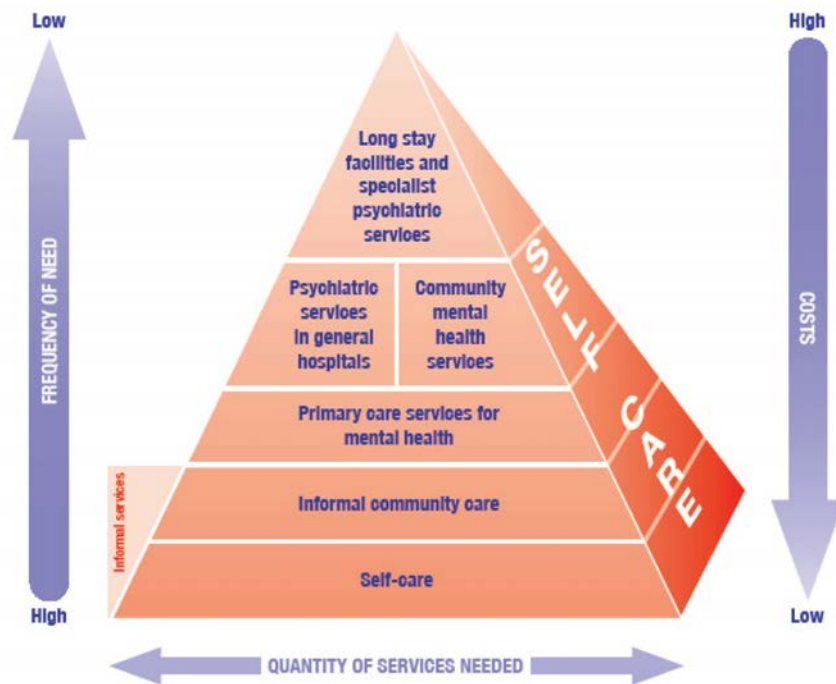 Low
High
Long stay
facilities and
specialist
psychiatric
services
FREQUENCY OF NEED
COSTS
SELF CARE
Psychiatric
services
in general
hospitals
Community
mental
health
services
Primary care services for
mental health
Informal services
Informal community care
Self-care
High
Low
QUANTITY OF SERVICES NEEDED